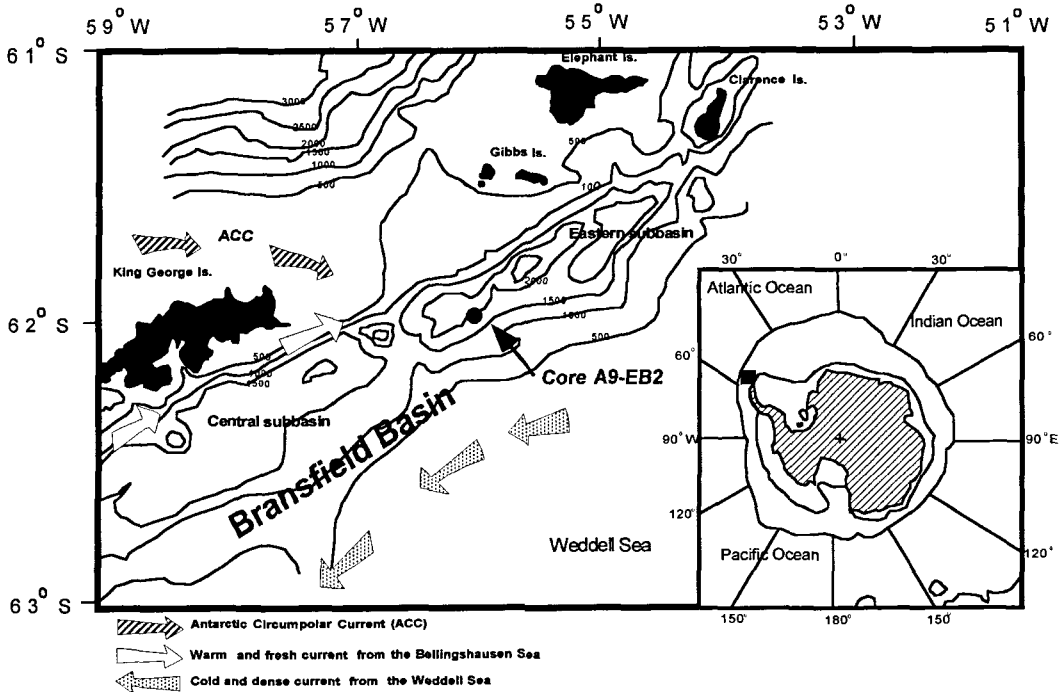 59° W
57°
55°
53°
51°
61° S
Elephant Is.
Clarence Is.
3000
2500
2000
1500
1000
500
500
Gibbs Is.
100
ACC
Eastern subbasin
King George Is.
2000
1500
1000
500
62° S
500
1000
1500
Core A9-EB2
Central subbasin
Bransfield Basin
Weddell Sea
63° S
30°
0°
30°
Atlantic Ocean
Indian Ocean
60°
60°
90°W
90°E
120°
120°
Pacific Ocean
150°
180°
150°
Antarctic Circumpolar Current (ACC)
Warm and fresh current from the Bellingshausen Sea
Cold and dense current from the Weddell Sea